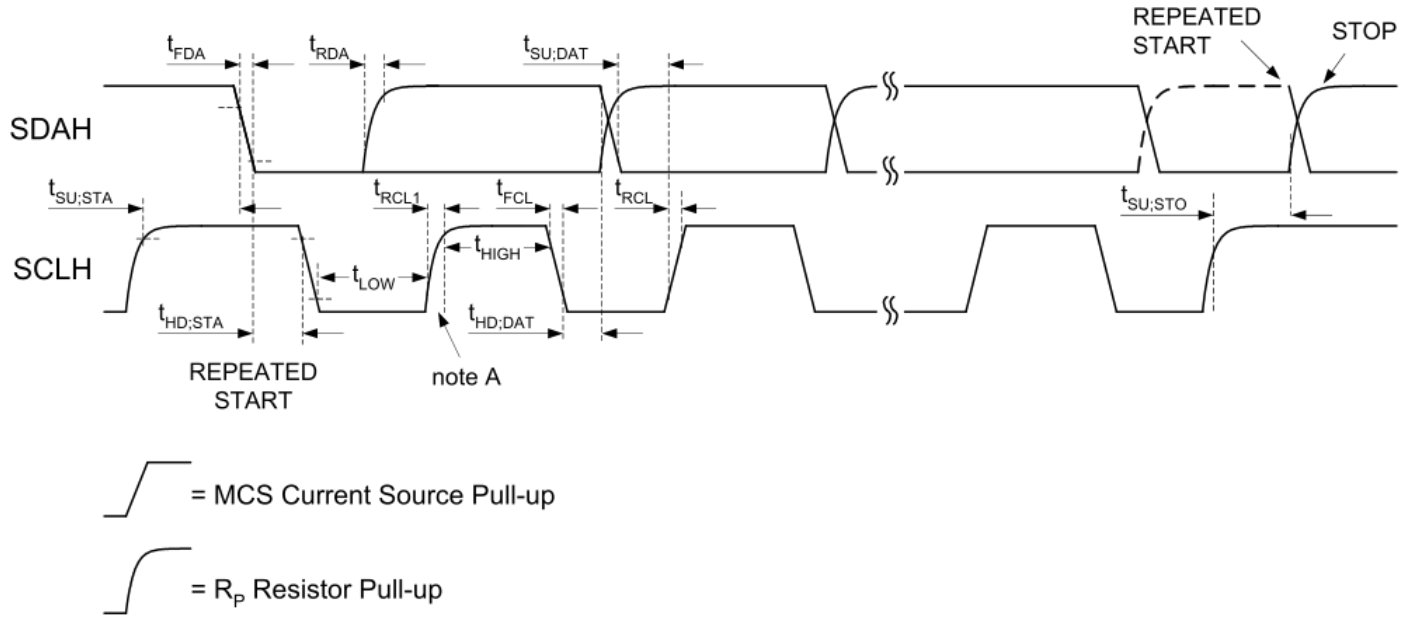 REPEATED
START
STOP
tFDA
tRDA
tSU;DAT
SDAH
tSU;STA
tRCL1
tFCL
tRCL
tSU;STO
SCLH
tLOW
tHIGH
tHD;STA
tHD;DAT
REPEATED
START
note A
= MCS Current Source Pull-up
= RP Resistor Pull-up